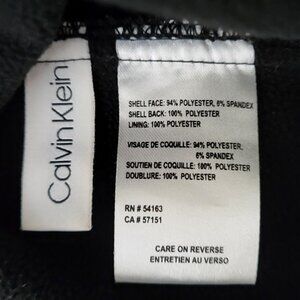 Calvin Klein
SHELL FACE: 94% POLYESTER, 6% SPANDEX
SHELL BACK: 100% POLYESTER
LINING: 100% POLYESTER
VISAGE DE COQUILLE: 94% POLYESTER,
6% SPANDEX
SOUTIEN DE COQUILLE: 100% POLYESTER
DOUBLURE: 100% POLYESTER
RN # 54163
CA # 57151
CARE ON REVERSE
ENTRETIEN AU VERSO